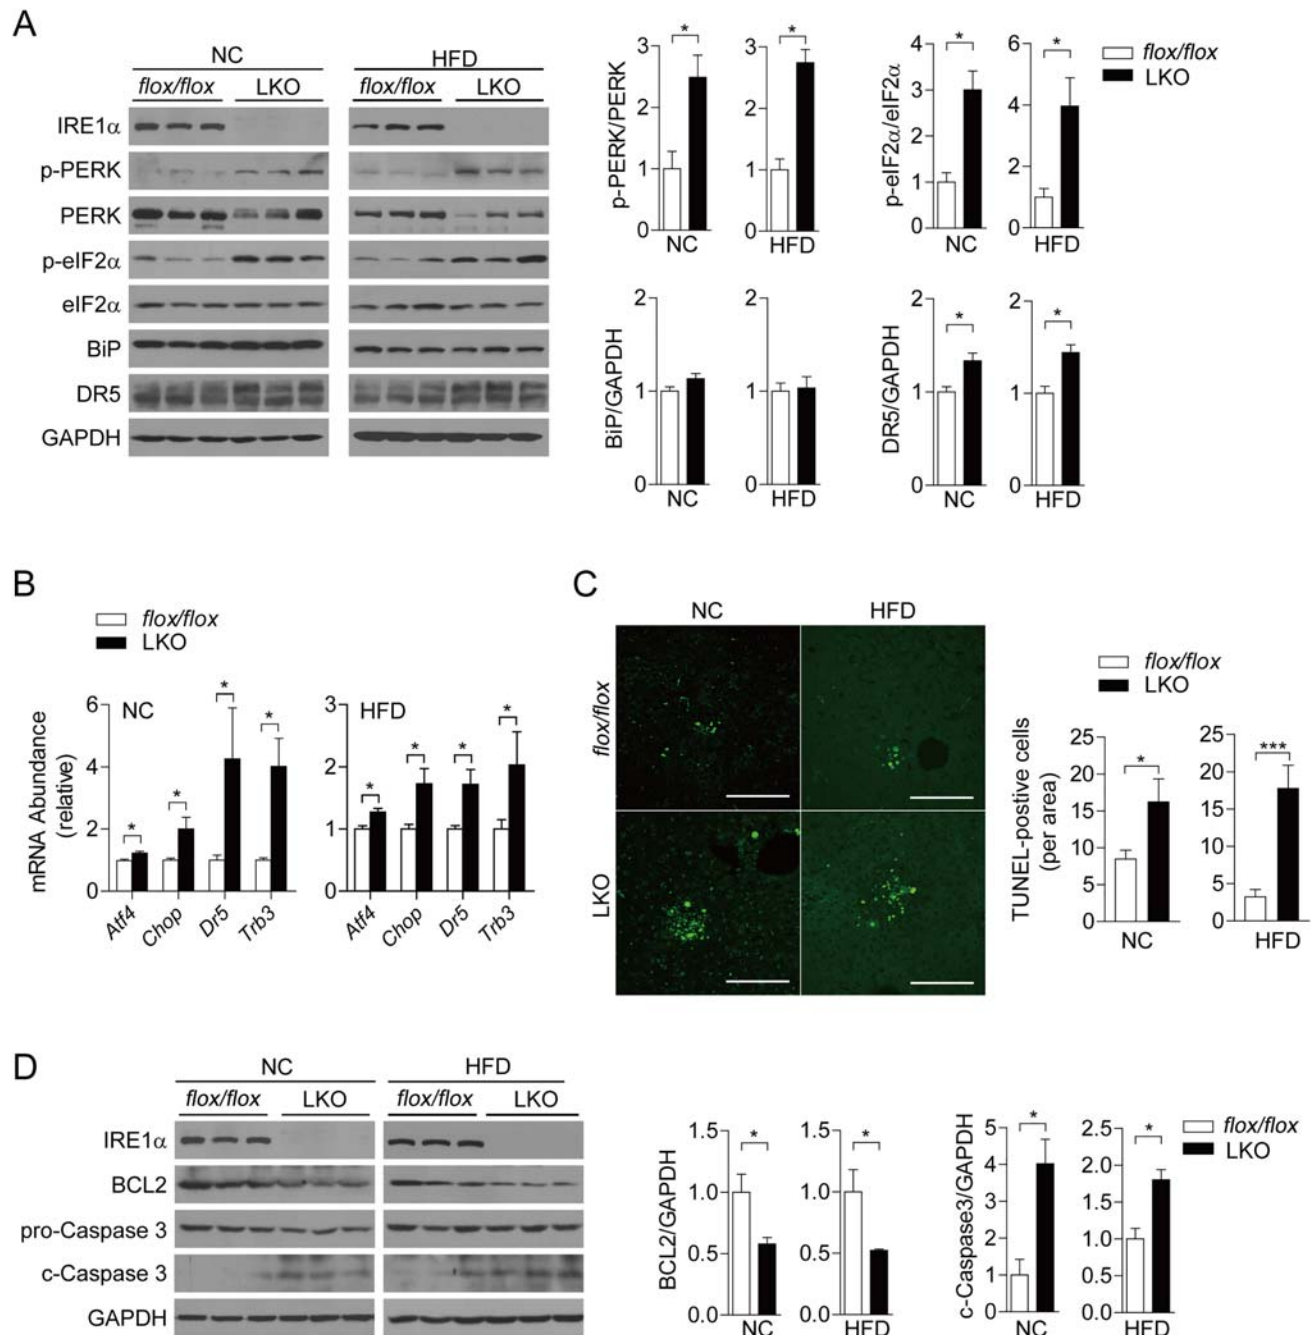 A
NC
HFD
flox/flox
LKO
flox/flox
LKO
IRE1α
p-PERK
PERK
p-eIF2α
eIF2α
BiP
DR5
GAPDH
p-PERK/PERK
3
2
1
0
*
NC
3
2
1
0
*
HFD
p-eIF2α/eIF2α
4
3
2
1
0
*
NC
6
4
2
0
*
HFD
flox/flox
LKO
BiP/GAPDH
2
1
0
NC
2
1
0
HFD
DR5/GAPDH
2
1
0
*
NC
2
1
0
*
HFD
B
flox/flox
LKO
mRNA Abundance
(relative)
6
4
2
0
NC
*
*
*
*
Atf4
Chop
Dr5
Trb3
3
2
1
0
HFD
*
*
*
*
Atf4
Chop
Dr5
Trb3
C
NC
HFD
flox/flox
LKO
flox/flox
LKO
TUNEL-postive cells
(per area)
25
20
15
10
5
0
*
NC
25
20
15
10
5
0
***
HFD
D
NC
HFD
flox/flox
LKO
flox/flox
LKO
IRE1α
BCL2
pro-Caspase 3
c-Caspase 3
GAPDH
BCL2/GAPDH
1.5
1.0
0.5
0.0
*
NC
1.5
1.0
0.5
0.0
*
HFD
c-Caspase3/GAPDH
5
4
3
2
1
0
*
NC
2.5
2.0
1.5
1.0
0.5
0.0
*
HFD
flox/flox
LKO